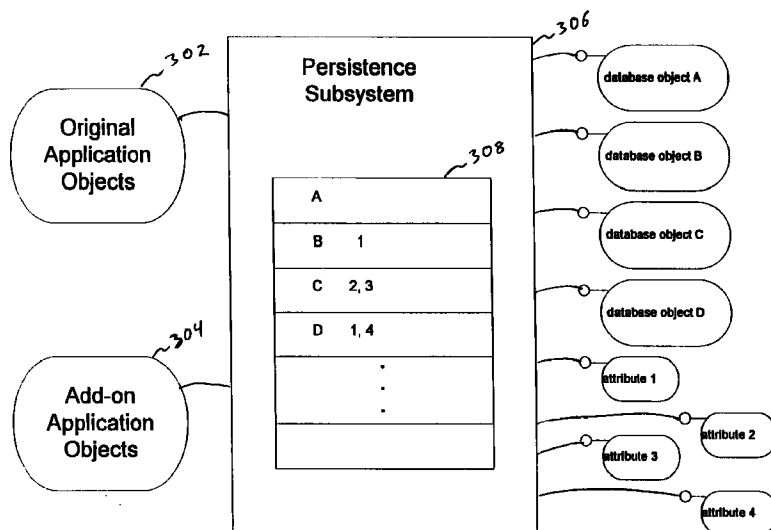 302
306
Persistence
Subsystem
database object A
Original
Application
Objects
database object B
308
A
B 1
database object C
C 2, 3
D 1, 4
database object D
304
Add-on
Application
Objects
attribute 1
attribute 2
attribute 3
attribute 4